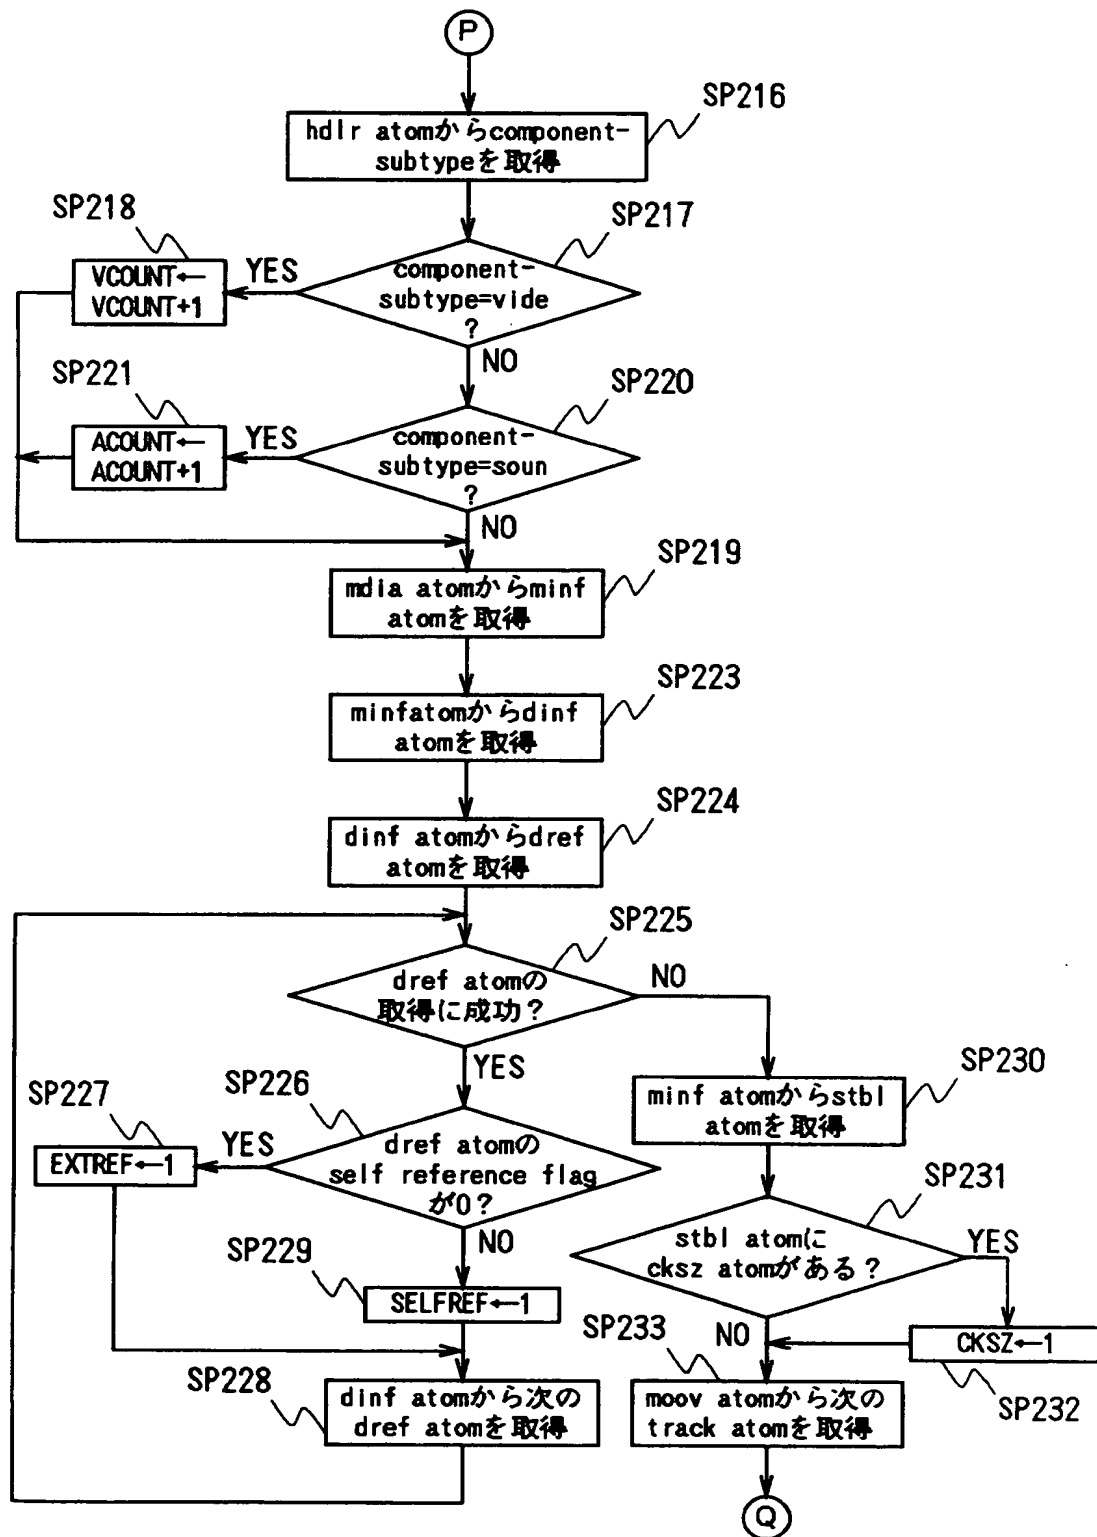 P
SP216
hdlr atomからcomponent-
subtypeを取得
SP218
SP217
VCOUNT←
VCOUNT+1
YES
component-
subtype=vide
?
NO
SP221
SP220
ACOUNT←
ACOUNT+1
YES
component-
subtype=soun
?
NO
SP219
mdia atomからminf
atomを取得
SP223
minfatomからdinf
atomを取得
SP224
dinf atomからdref
atomを取得
SP225
dref atomの
取得に成功?
NO
YES
SP230
minf atomからstbl
atomを取得
SP227
SP226
EXTREF←1
YES
dref atomの
self reference flag
が0?
NO
SP231
stbl atomに
cksz atomがある?
YES
SP229
SELFREF←1
NO
CKSZ←1
SP232
SP233
SP228
dinf atomから次の
dref atomを取得
moov atomから次の
track atomを取得
Q